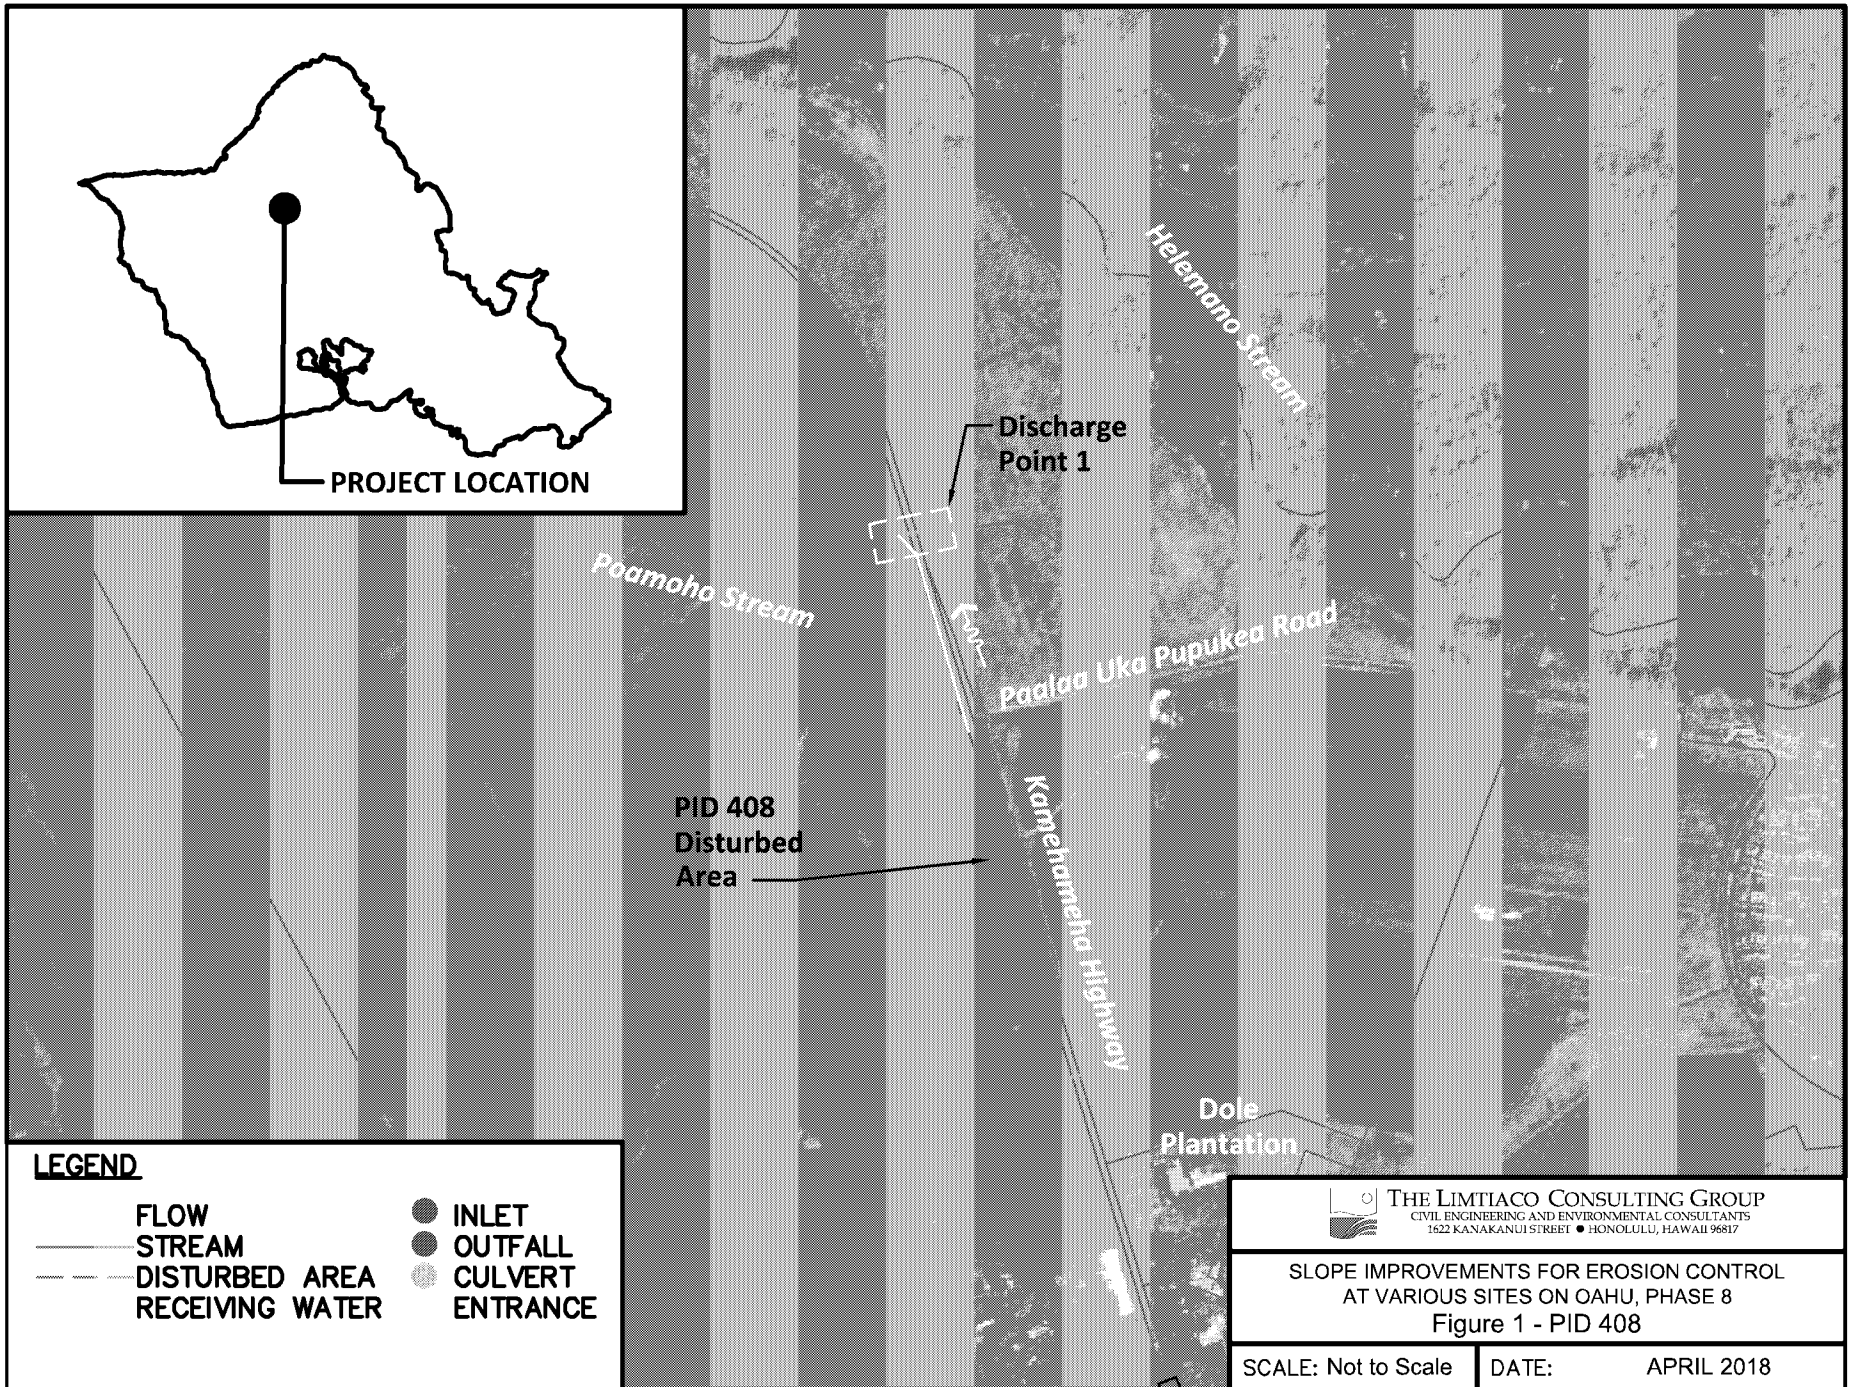 PROJECT LOCATION
Helemano Stream
Discharge
Point 1
Poamoho Stream
Paalaa Uka Pupukea Road
PID 408
Disturbed
Area
Kamehameha Highway
Dole
Plantation
LEGEND
FLOW
STREAM
DISTURBED AREA
RECEIVING WATER
INLET
OUTFALL
CULVERT
ENTRANCE
THE LIMTIACO CONSULTING GROUP
CIVIL ENGINEERING AND ENVIRONMENTAL CONSULTANTS
1622 KANAKANUI STREET ● HONOLULU, HAWAII 96817
SLOPE IMPROVEMENTS FOR EROSION CONTROL
AT VARIOUS SITES ON OAHU, PHASE 8
Figure 1 - PID 408
SCALE: Not to Scale
DATE: APRIL 2018